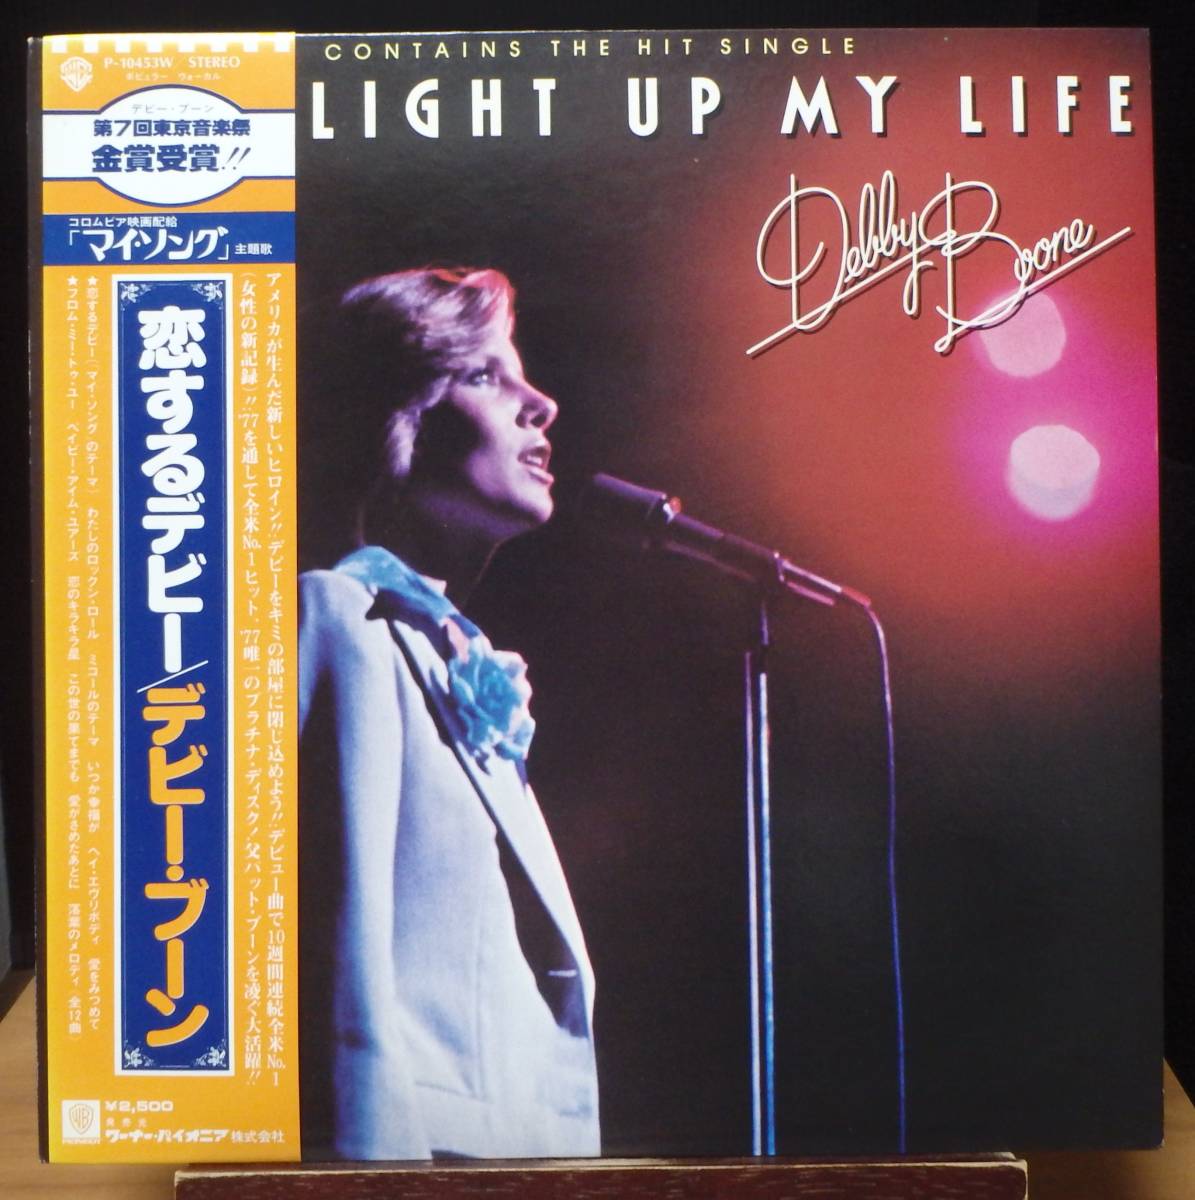 P-10453W STEREO
ポピュラー ヴォーカル
デビー・ブーン
第7回東京音楽祭
金賞受賞!!
コロムビア映画配給
「マイ・ソング」主題歌
アメリカが生んだ新しいヒロイン!!デビーをキミの部屋に閉じ込めよう!!デビュー曲で10週間連続全米No.1
(女性の新記録)!!'77を通して全米No.1ヒット、'77唯一のプラチナ・ディスク!父パット・ブーンを凌ぐ大活躍!!
恋するデビー/デビー・ブーン
★恋するデビー(「マイ・ソング」のテーマ) わたしのロックン・ロール ミコールのテーマ いつか幸福が ヘイ・エヴリボディ 愛をみつめて
★フロム・ミー・トゥ・ユー ベイビー・アイム・ユアーズ 恋のキラキラ星 この世の果てまでも 愛がさめたあとに 落葉のメロディ(全12曲)
WB
PIONEER
¥2,500
発売元
ワーナー・パイオニア株式会社
CONTAINS THE HIT SINGLE
LIGHT UP MY LIFE
Debby Boone